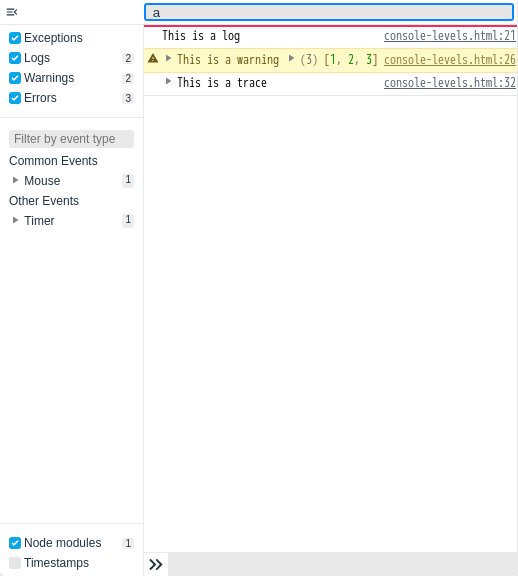 a
Exceptions
Logs 2
Warnings 2
Errors 3
Filter by event type
Common Events
Mouse 1
Other Events
Timer 1
Node modules 1
Timestamps
This is a log console-levels.html:21
This is a warning (3) [1, 2, 3] console-levels.html:26
This is a trace console-levels.html:32